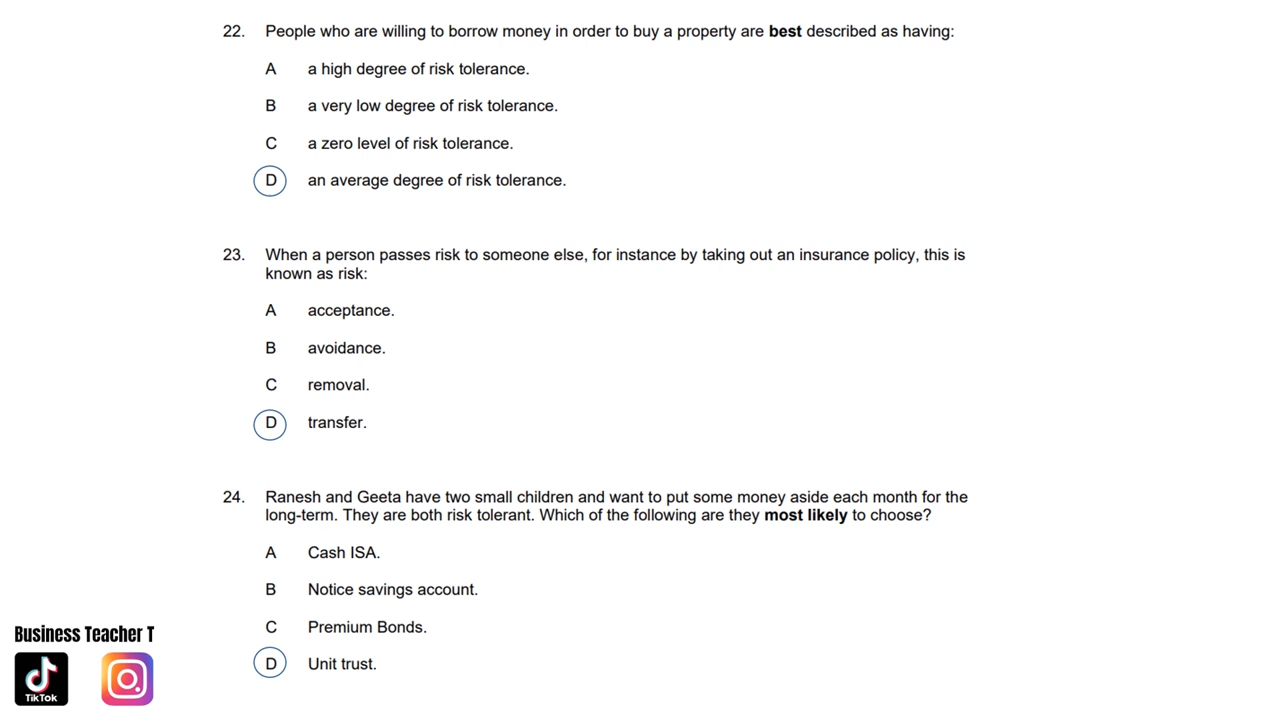 22. People who are willing to borrow money in order to buy a property are best described as having:
A a high degree of risk tolerance.
B a very low degree of risk tolerance.
C a zero level of risk tolerance.
D an average degree of risk tolerance.
23. When a person passes risk to someone else, for instance by taking out an insurance policy, this is
known as risk:
A acceptance.
B avoidance.
C removal.
D transfer.
24. Ranesh and Geeta have two small children and want to put some money aside each month for the
long-term. They are both risk tolerant. Which of the following are they most likely to choose?
A Cash ISA.
B Notice savings account.
C Premium Bonds.
D Unit trust.
Business Teacher T
TikTok